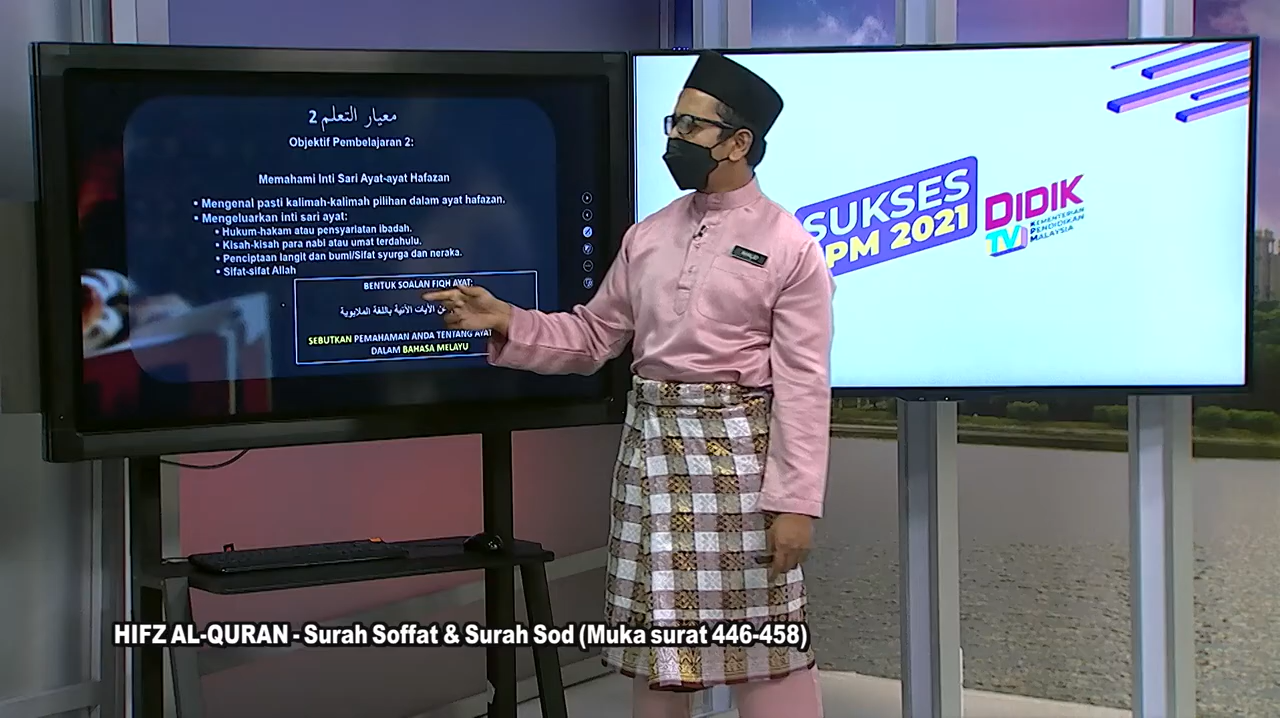 معيار التعلم 2
Objektif Pembelajaran 2:
Memahami Inti Sari Ayat-ayat Hafazan
• Mengenal pasti kalimah-kalimah pilihan dalam ayat hafazan.
• Mengeluarkan inti sari ayat:
• Hukum-hakam atau pensyariatan ibadah.
• Kisah-kisah para nabi atau umat terdahulu.
• Penciptaan langit dan bumi/Sifat syurga dan neraka.
• Sifat-sifat Allah
BENTUK SOALAN FIQH AYAT:
الآيات الآتية باللغة الملايوية
SEBUTKAN PEMAHAMAN ANDA TENTANG AYAT
DALAM BAHASA MELAYU
SUKSES
PM 2021
DIDIK
TV
KEMENTERIAN
PENDIDIKAN
MALAYSIA
HIFZ AL-QURAN - Surah Soffat & Surah Sod (Muka surat 446-458)